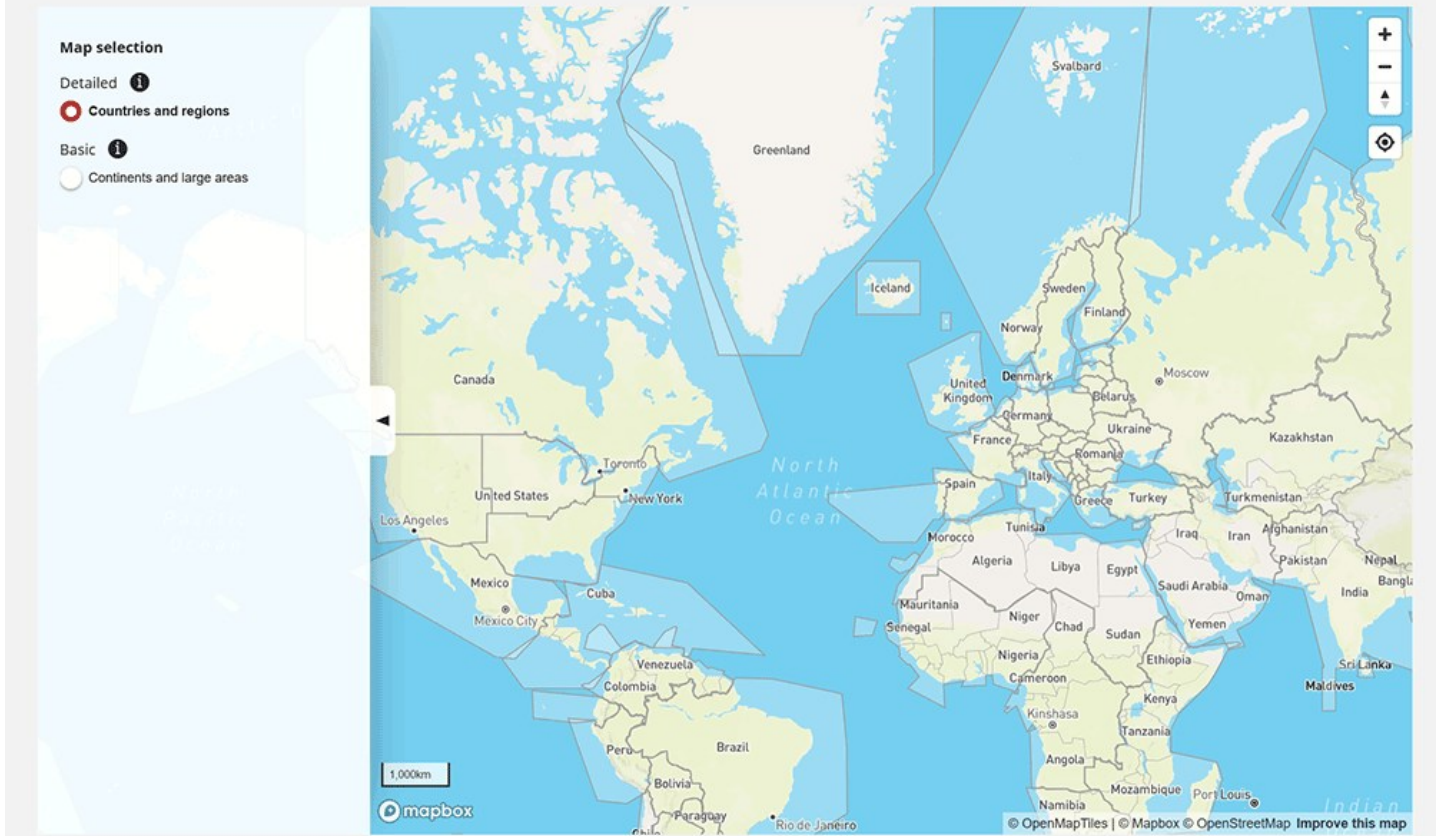 Map selection
Detailed
Countries and regions
Basic
Continents and large areas
Svalbard
Greenland
Iceland
Sweden
Finland
Norway
Moscow
Canada
United
Kingdom
Denmark
Belarus
Germany
Ukraine
France
Romania
Kazakhstan
North
Atlantic
Ocean
Toronto
United States
New York
Spain
Italy
Greece
Turkey
Turkmenistan
Los Angeles
Tunisia
Morocco
Iraq
Iran
Afghanistan
Algeria
Libya
Egypt
Pakistan
Nepal
Mexico
Cuba
Saudi Arabia
Oman
India
Bangla
Mexico City
Mauritania
Senegal
Niger
Chad
Sudan
Yemen
Nigeria
Ethiopia
Venezuela
Cameroon
Sri Lanka
Colombia
Maldives
Kenya
Kinshasa
Tanzania
Peru
Brazil
Angola
1,000km
Bolivia
Mozambique
Port Louis
mapbox
Paraguay
Namibia
Indian
Rio de Janeiro
© OpenMapTiles | © Mapbox © OpenStreetMap Improve this map